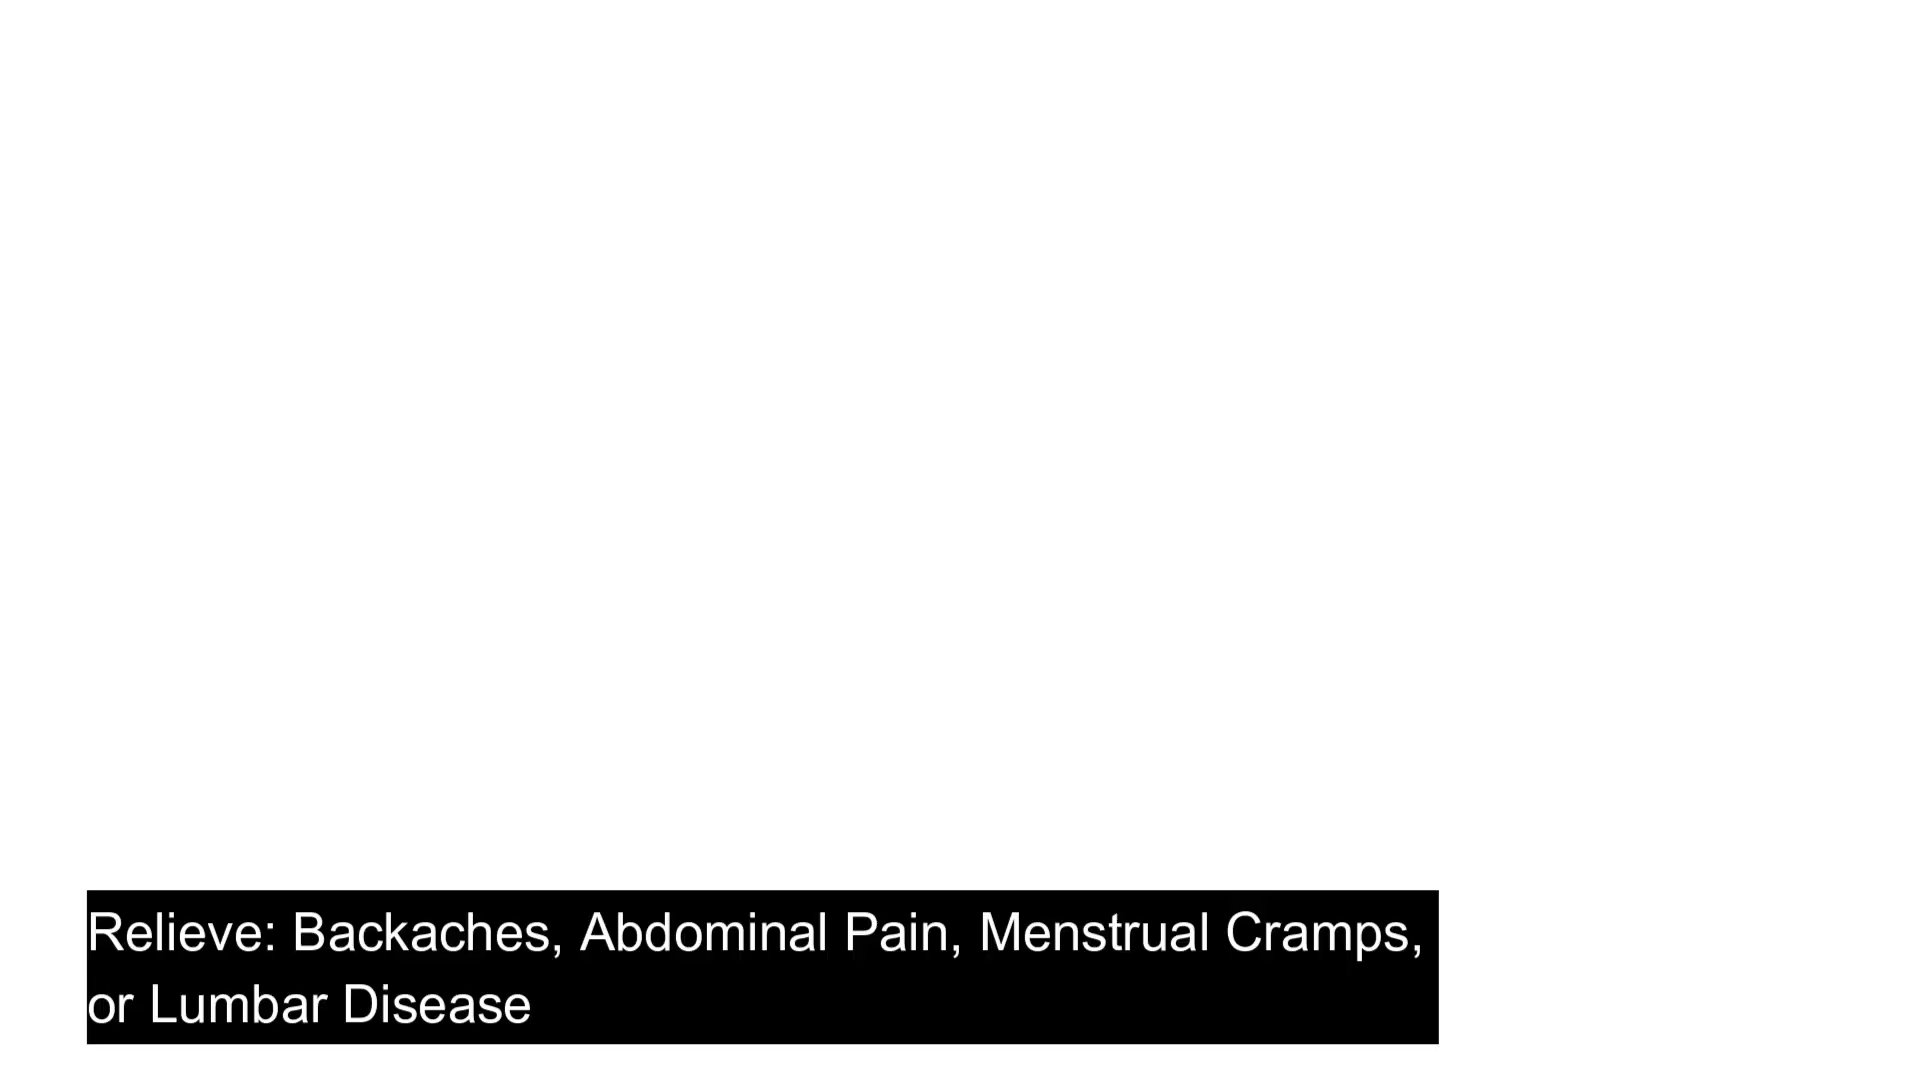 Relieve: Backaches, Abdominal Pain, Menstrual Cramps,
or Lumbar Disease